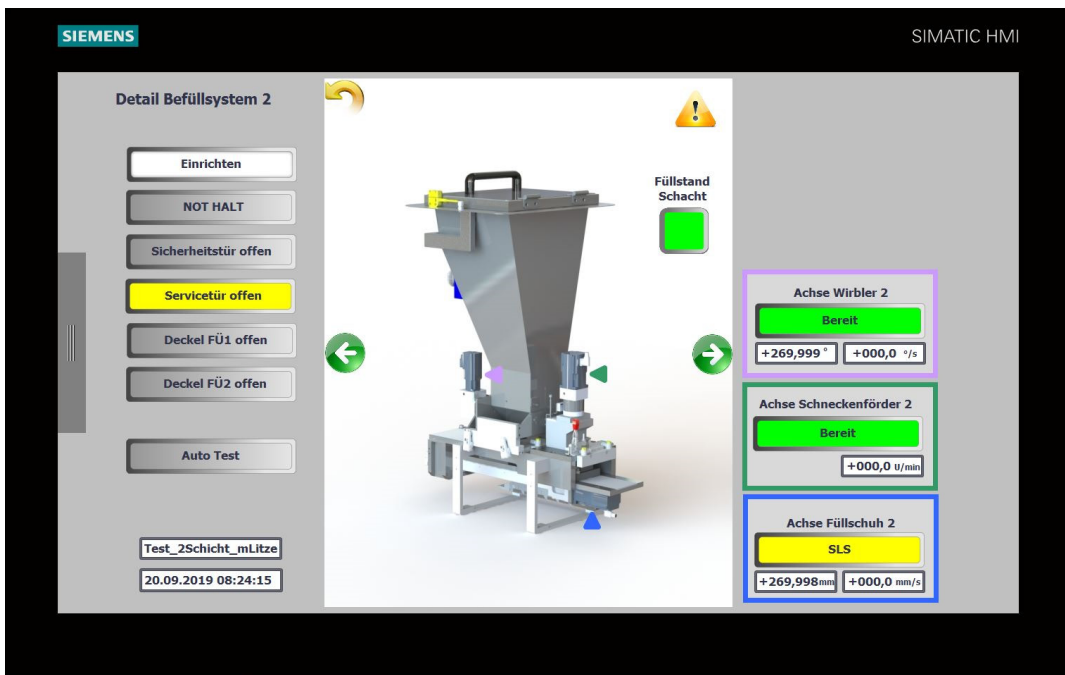 SIEMENS
SIMATIC HMI
Detail Befüllsystem 2
Einrichten
NOT HALT
Sicherheitstür offen
Servicetür offen
Deckel FÜ1 offen
Deckel FÜ2 offen
Auto Test
Test_2Schicht_mLitze
20.09.2019 08:24:15
Füllstand
Schacht
Achse Wirbler 2
Bereit
+269,999 ° +000,0 °/s
Achse Schneckenförder 2
Bereit
+000,0 U/min
Achse Füllschuh 2
SLS
+269,998 mm +000,0 mm/s